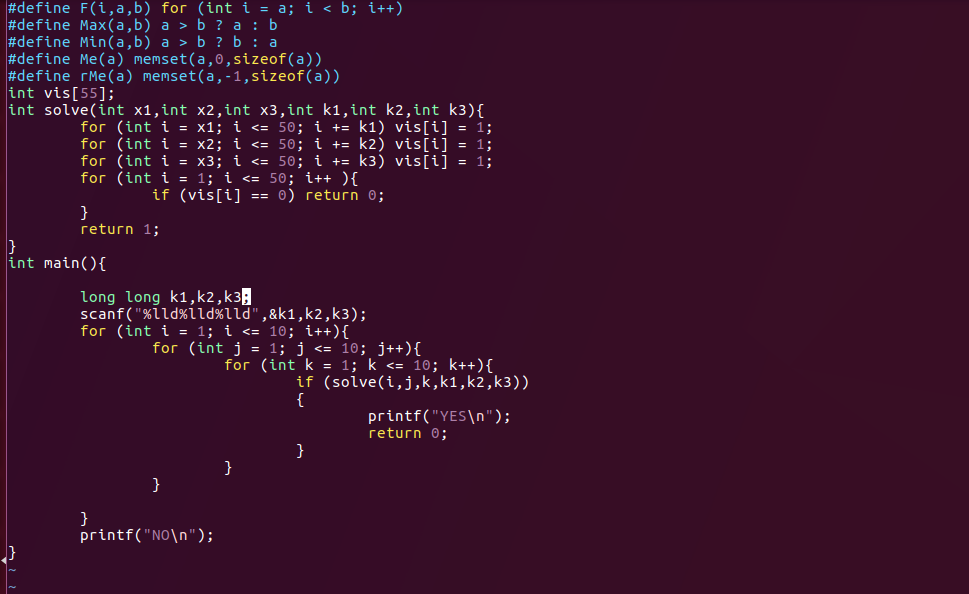 #define F(i,a,b) for (int i = a; i < b; i++)
#define Max(a,b) a > b ? a : b
#define Min(a,b) a > b ? b : a
#define Me(a) memset(a,0,sizeof(a))
#define rMe(a) memset(a,-1,sizeof(a))
int vis[55];
int solve(int x1,int x2,int x3,int k1,int k2,int k3){
        for (int i = x1; i <= 50; i += k1) vis[i] = 1;
        for (int i = x2; i <= 50; i += k2) vis[i] = 1;
        for (int i = x3; i <= 50; i += k3) vis[i] = 1;
        for (int i = 1; i <= 50; i++ ){
                if (vis[i] == 0) return 0;
        }
        return 1;
}
int main(){
        long long k1,k2,k3;
        scanf("%lld%lld%lld",&k1,k2,k3);
        for (int i = 1; i <= 10; i++){
                for (int j = 1; j <= 10; j++){
                        for (int k = 1; k <= 10; k++){
                                if (solve(i,j,k,k1,k2,k3))
                                {
                                        printf("YES\n");
                                        return 0;
                                }
                        }
                }
        }
        printf("NO\n");
}
~
~